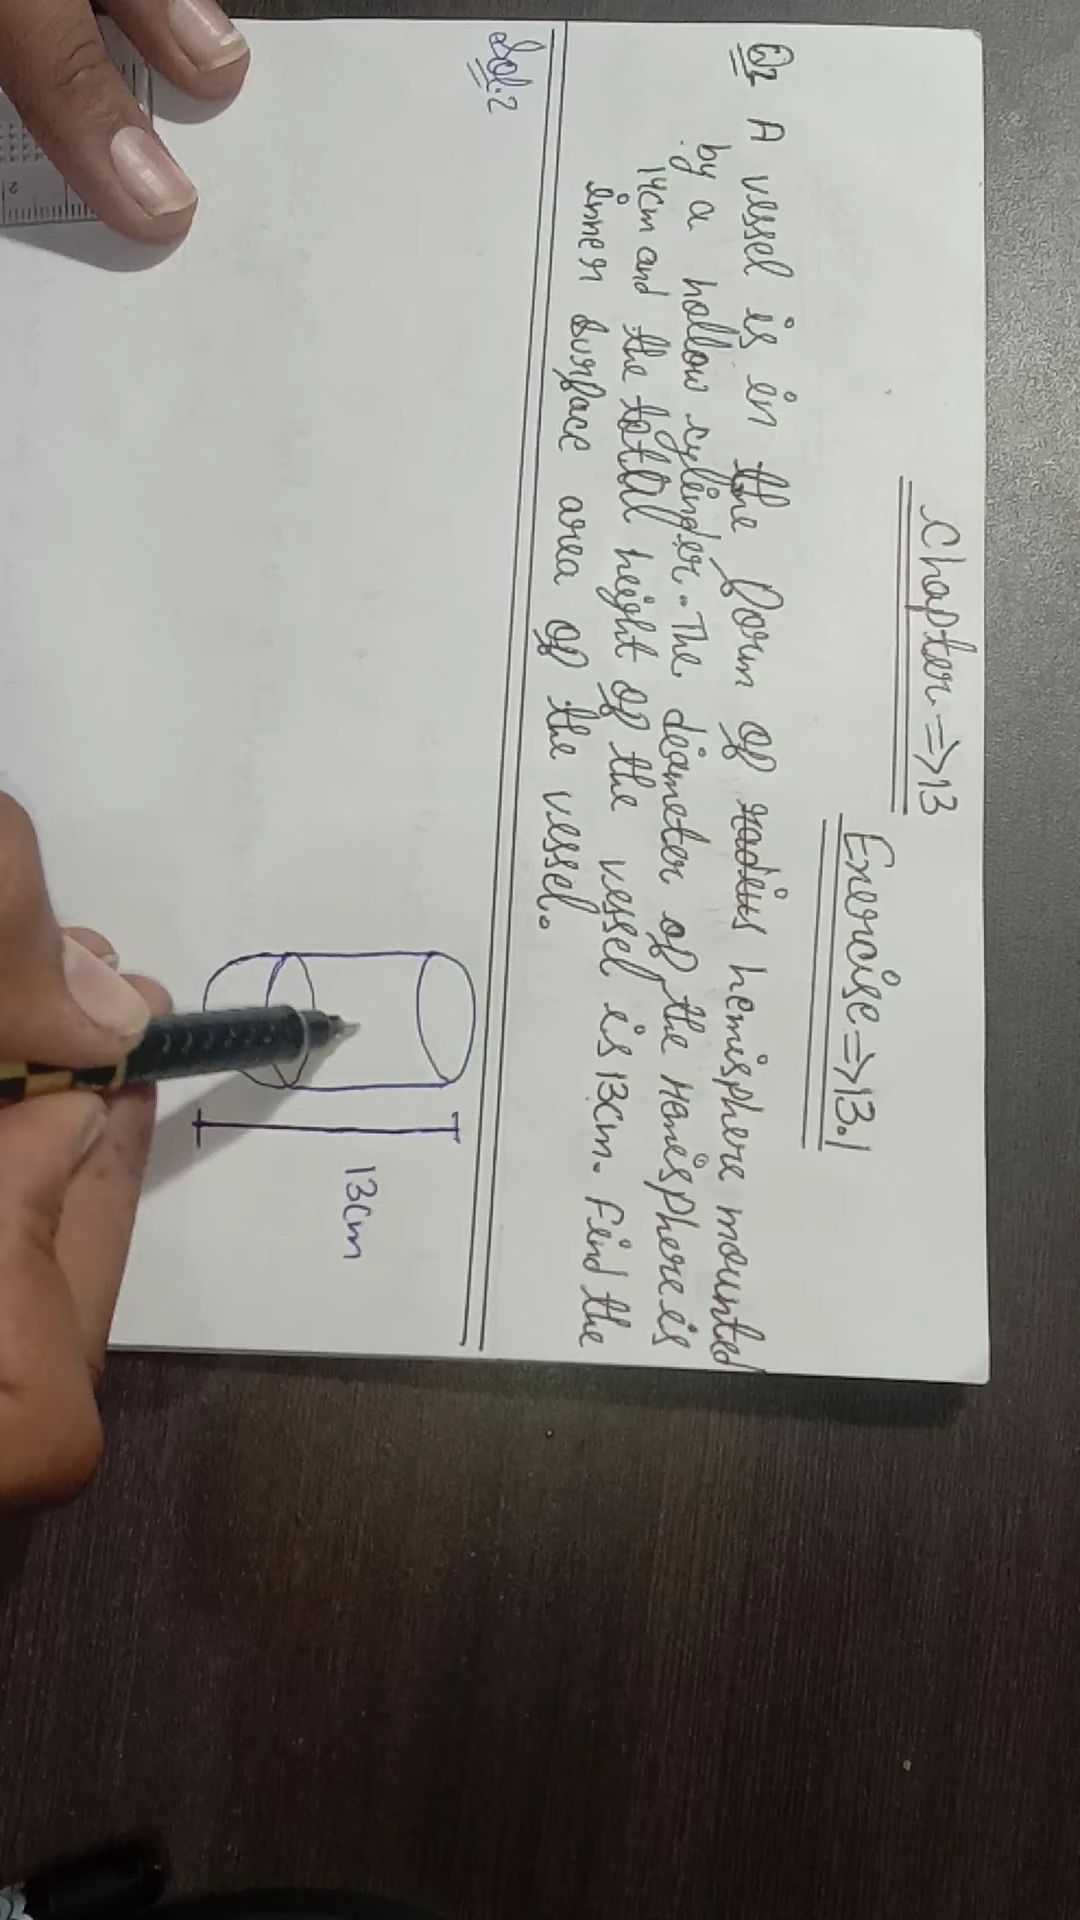 Chapter => 13
Exercise => 13.1
Q2 A vessel is in the form of radius hemisphere mounted
by a hollow cylinder. The diameter of the Hemisphere is
14cm and the total height of the vessel is 13cm. Find the
inner surface area of the vessel.
Sol.2
13cm
2